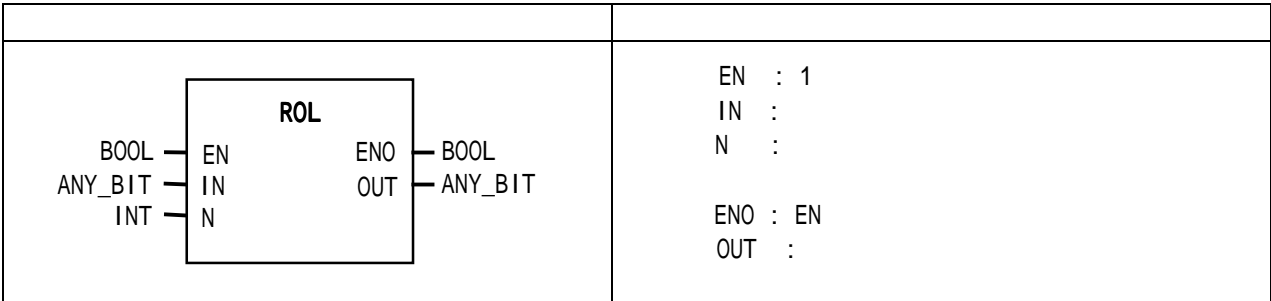 ROL
BOOL EN ENO BOOL
ANY_BIT IN OUT ANY_BIT
INT N
EN : 1
IN :
N :
ENO : EN
OUT :